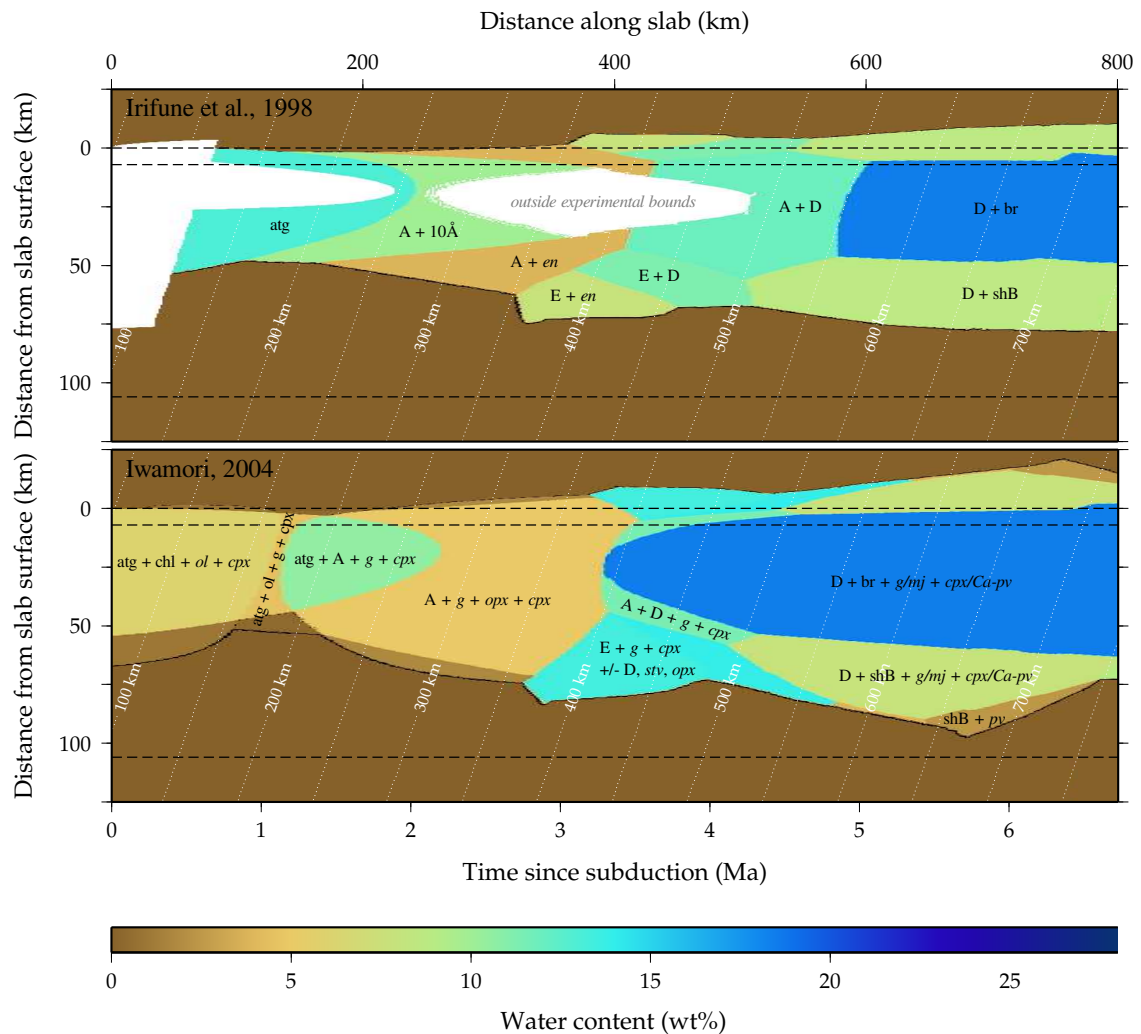 Distance along slab (km)
0 200 400 600 800
Distance from slab surface (km)
0
50
100
Irifune et al., 1998
outside experimental bounds
A + D
D + br
atg
A + 10Å
A + en
E + D
E + en
D + shB
100
200 km
300 km
400 km
500 km
600 km
700 km
Distance from slab surface (km)
0
50
100
Iwamori, 2004
atg + chl + ol + cpx
atg + ol + g + cpx
atg + A + g + cpx
A + g + opx + cpx
D + br + g/mj + cpx/Ca-pv
A + D + g + cpx
E + g + cpx
+/- D, stv, opx
D + shB + g/mj + cpx/Ca-pv
shB + pv
100 km
200 km
300 km
400 km
500 km
600 km
700 km
0 1 2 3 4 5 6
Time since subduction (Ma)
0 5 10 15 20 25
Water content (wt%)